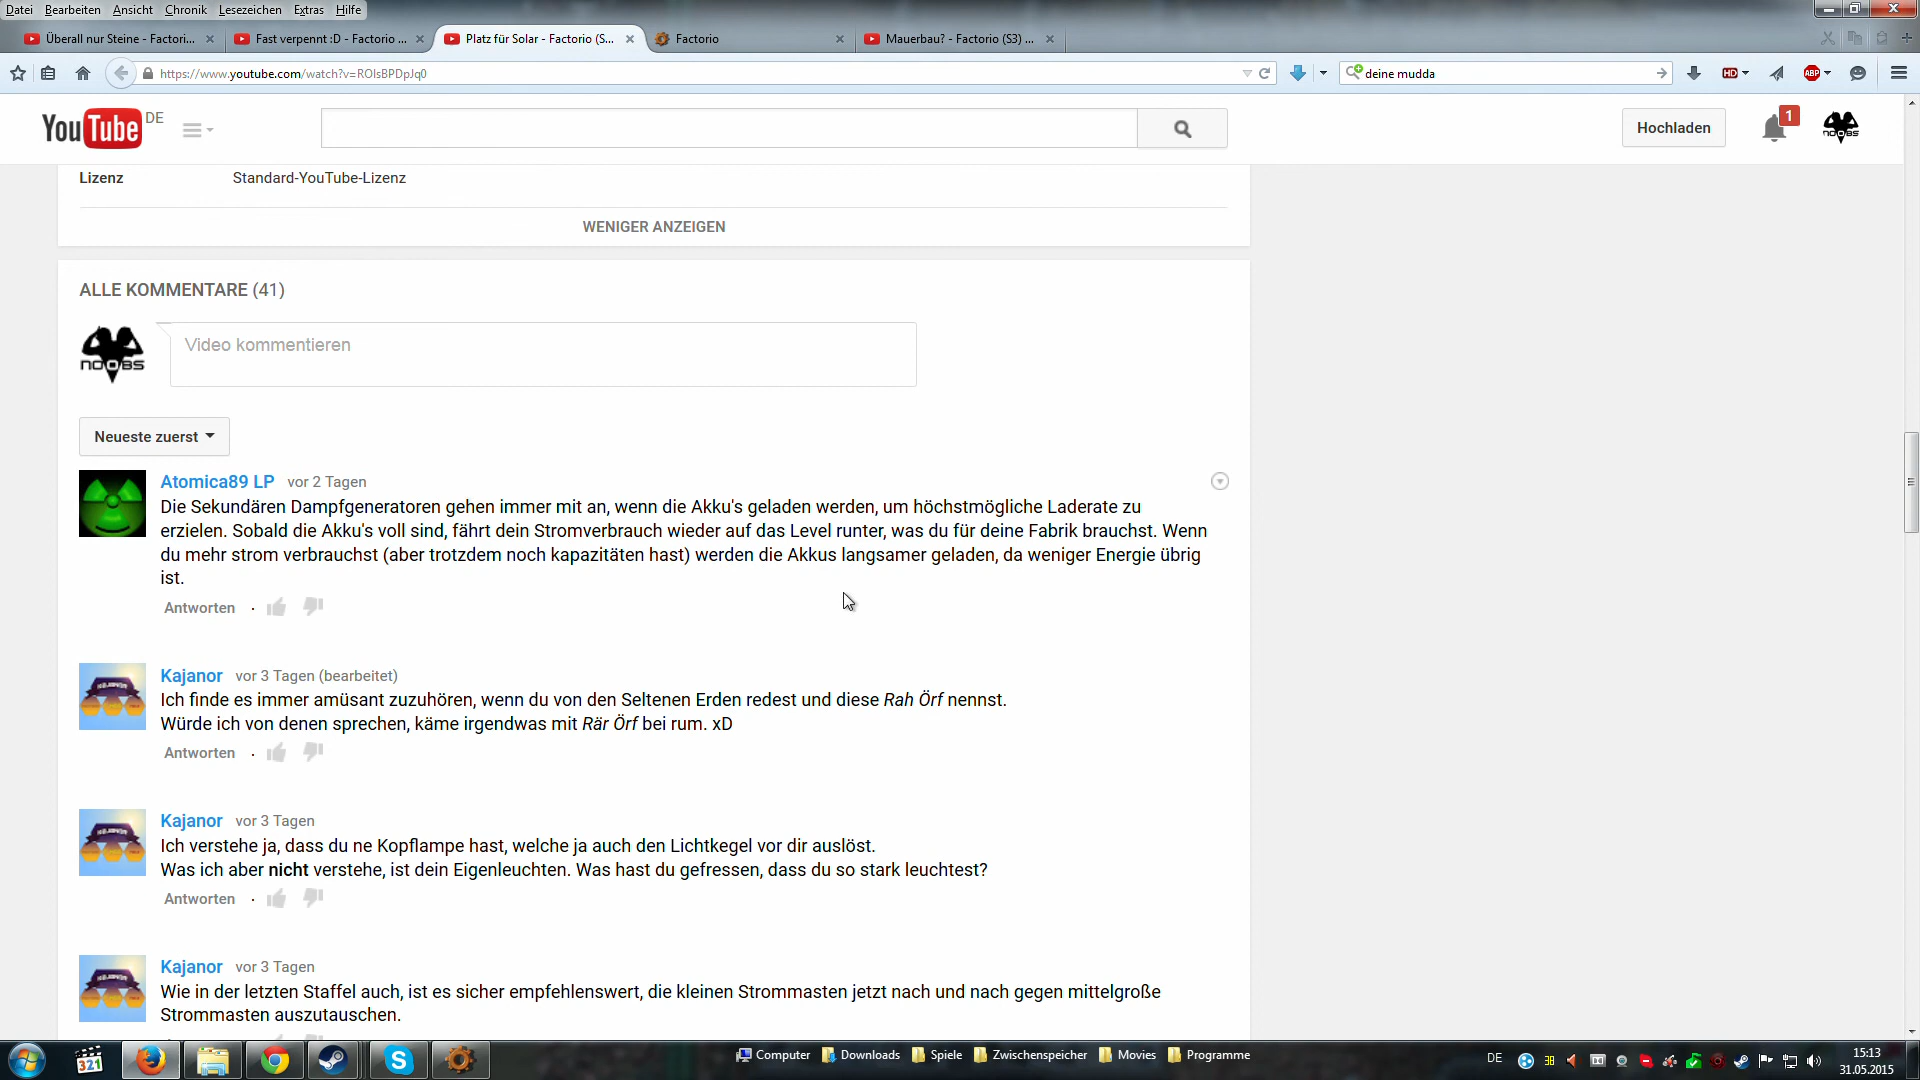 Datei Bearbeiten Ansicht Chronik Lesezeichen Extras Hilfe
Überall nur Steine - Factori... Fast verpennt :D - Factorio ... Platz für Solar - Factorio (S... Factorio Mauerbau? - Factorio (S3) ...
https://www.youtube.com/watch?v=ROIsBPDpJq0 deine mudda HD ABP
YouTube DE Hochladen 1
noobs
Lizenz Standard-YouTube-Lizenz
WENIGER ANZEIGEN
ALLE KOMMENTARE (41)
noobs
Video kommentieren
Neueste zuerst
Atomica89 LP vor 2 Tagen
Die Sekundären Dampfgeneratoren gehen immer mit an, wenn die Akku's geladen werden, um höchstmögliche Laderate zu
erzielen. Sobald die Akku's voll sind, fährt dein Stromverbrauch wieder auf das Level runter, was du für deine Fabrik brauchst. Wenn
du mehr strom verbrauchst (aber trotzdem noch kapazitäten hast) werden die Akkus langsamer geladen, da weniger Energie übrig
ist.
Antworten ·
Kajanor vor 3 Tagen (bearbeitet)
Ich finde es immer amüsant zuzuhören, wenn du von den Seltenen Erden redest und diese Rah Örf nennst.
Würde ich von denen sprechen, käme irgendwas mit Rär Örf bei rum. xD
Antworten ·
Kajanor vor 3 Tagen
Ich verstehe ja, dass du ne Kopflampe hast, welche ja auch den Lichtkegel vor dir auslöst.
Was ich aber nicht verstehe, ist dein Eigenleuchten. Was hast du gefressen, dass du so stark leuchtest?
Antworten ·
Kajanor vor 3 Tagen
Wie in der letzten Staffel auch, ist es sicher empfehlenswert, die kleinen Strommasten jetzt nach und nach gegen mittelgroße
Strommasten auszutauschen.
321 Computer Downloads Spiele Zwischenspeicher Movies Programme DE 38 15:13
31.05.2015